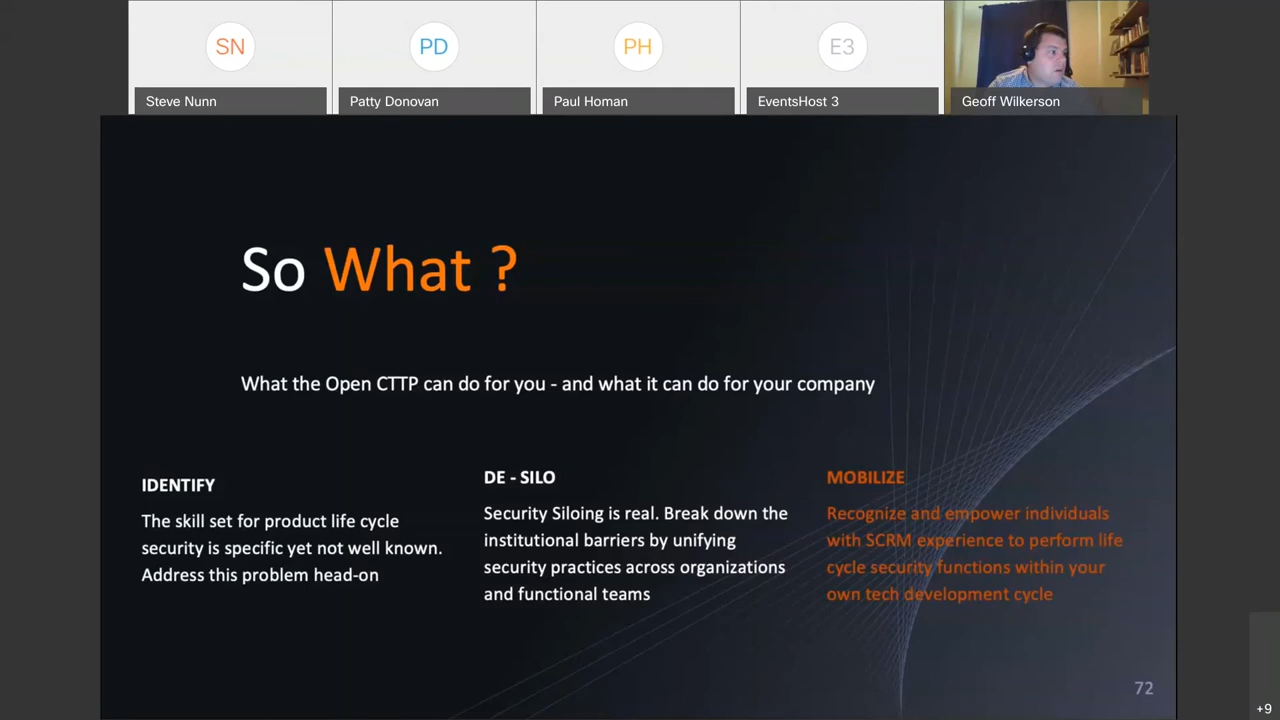 SN
PD
PH
E3
Steve Nunn
Patty Donovan
Paul Homan
EventsHost 3
Geoff Wilkerson
So What ?
What the Open CTTP can do for you - and what it can do for your company
IDENTIFY
The skill set for product life cycle
security is specific yet not well known.
Address this problem head-on
DE - SILO
Security Siloing is real. Break down the
institutional barriers by unifying
security practices across organizations
and functional teams
MOBILIZE
Recognize and empower individuals
with SCRM experience to perform life
cycle security functions within your
own tech development cycle
72
+9